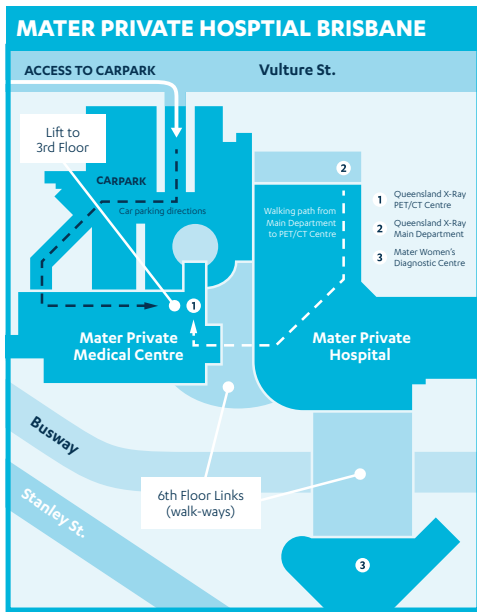 MATER PRIVATE HOSPTIAL BRISBANE
ACCESS TO CARPARK
Vulture St.
Lift to
3rd Floor
2
CARPARK
1 Queensland X-Ray
PET/CT Centre
Car parking directions
Walking path from
Main Department
to PET/CT Centre
2 Queensland X-Ray
Main Department
3 Mater Women's
Diagnostic Centre
1
Mater Private
Medical Centre
Mater Private
Hospital
Busway
6th Floor Links
(walk-ways)
Stanley St.
3